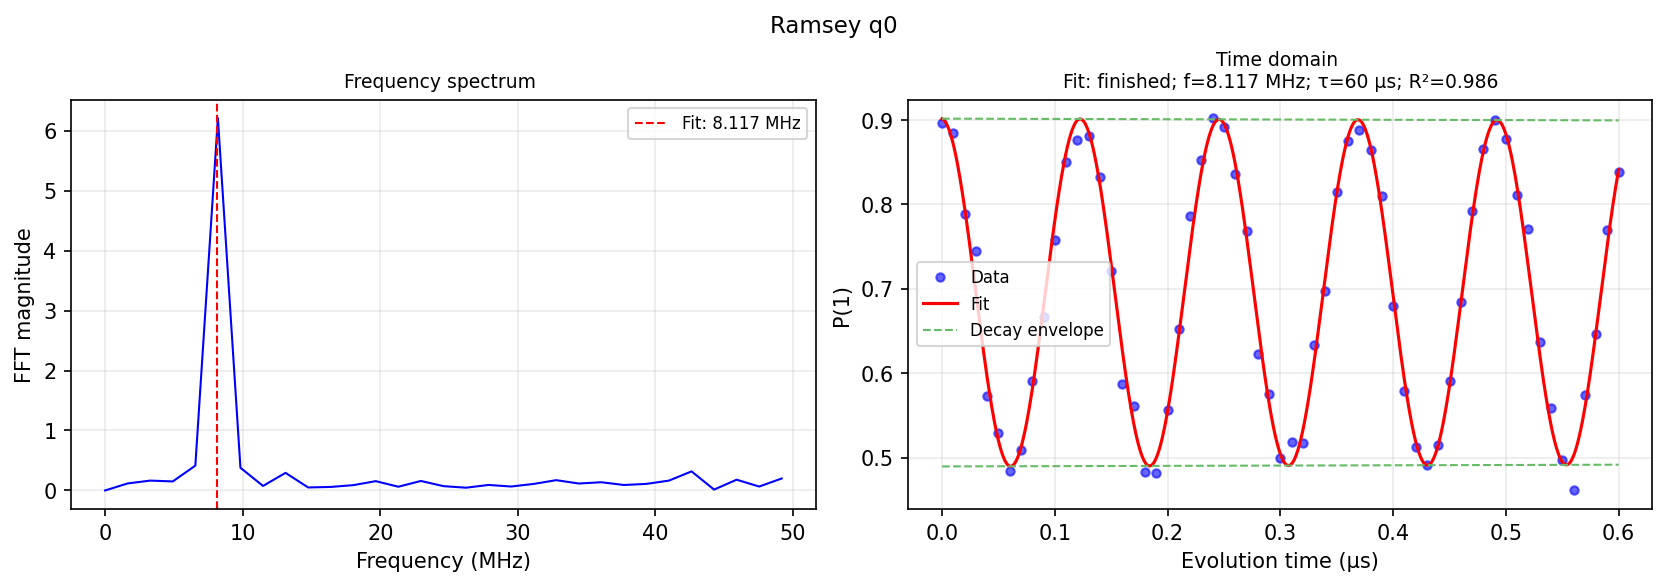 Ramsey q0
Frequency spectrum
FFT magnitude
6
5
4
3
2
1
0
0 10 20 30 40 50
Frequency (MHz)
Fit: 8.117 MHz
Time domain
Fit: finished; f=8.117 MHz; τ=60 µs; R²=0.986
P(1)
0.9
0.8
0.7
0.6
0.5
0.0 0.1 0.2 0.3 0.4 0.5 0.6
Evolution time (µs)
Data
Fit
Decay envelope